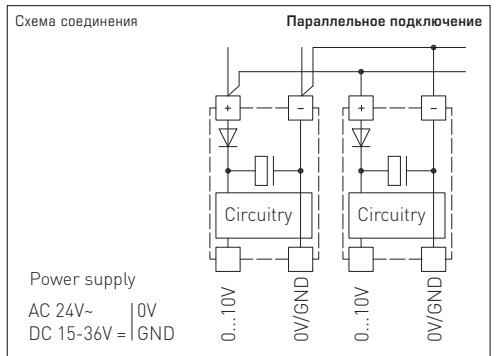 Схема соединения
Параллельное подключение
+ − + −
Circuitry
Circuitry
Power supply
AC 24V~ 0V
DC 15-36V = GND
0...10V
0V/GND
0...10V
0V/GND